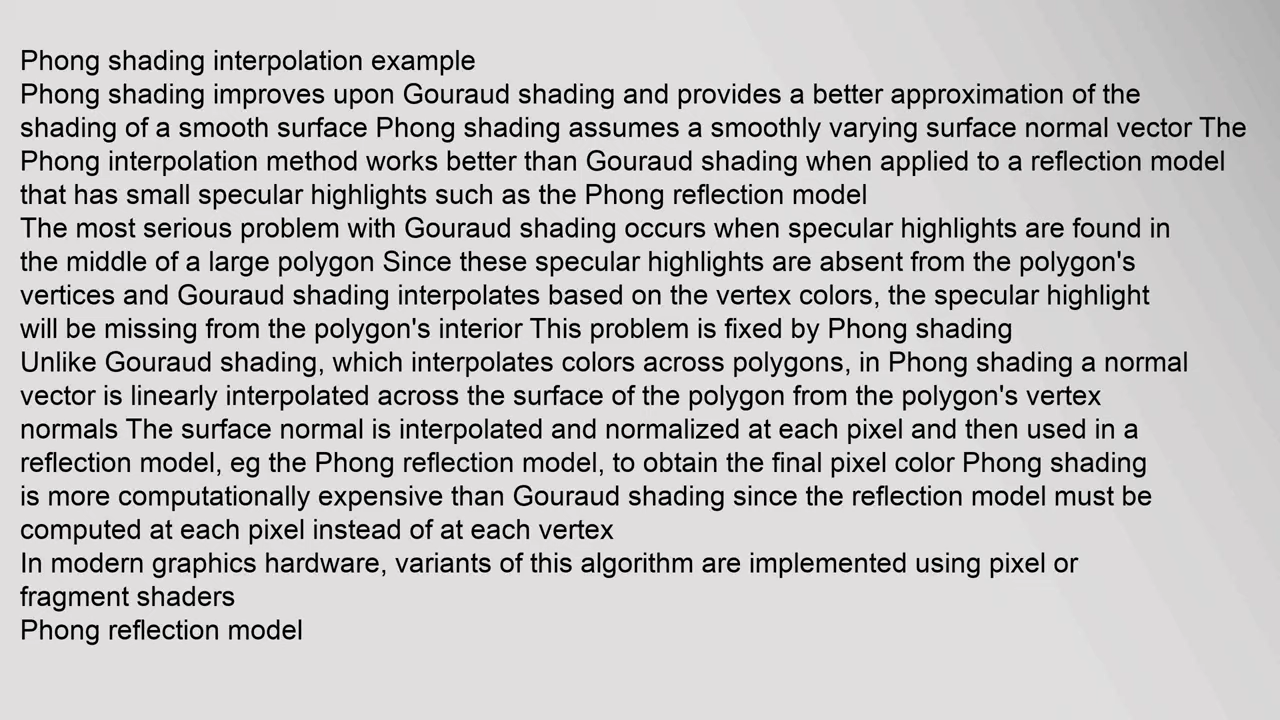 Phong shading interpolation example
Phong shading improves upon Gouraud shading and provides a better approximation of the
shading of a smooth surface Phong shading assumes a smoothly varying surface normal vector The
Phong interpolation method works better than Gouraud shading when applied to a reflection model
that has small specular highlights such as the Phong reflection model
The most serious problem with Gouraud shading occurs when specular highlights are found in
the middle of a large polygon Since these specular highlights are absent from the polygon's
vertices and Gouraud shading interpolates based on the vertex colors, the specular highlight
will be missing from the polygon's interior This problem is fixed by Phong shading
Unlike Gouraud shading, which interpolates colors across polygons, in Phong shading a normal
vector is linearly interpolated across the surface of the polygon from the polygon's vertex
normals The surface normal is interpolated and normalized at each pixel and then used in a
reflection model, eg the Phong reflection model, to obtain the final pixel color Phong shading
is more computationally expensive than Gouraud shading since the reflection model must be
computed at each pixel instead of at each vertex
In modern graphics hardware, variants of this algorithm are implemented using pixel or
fragment shaders
Phong reflection model